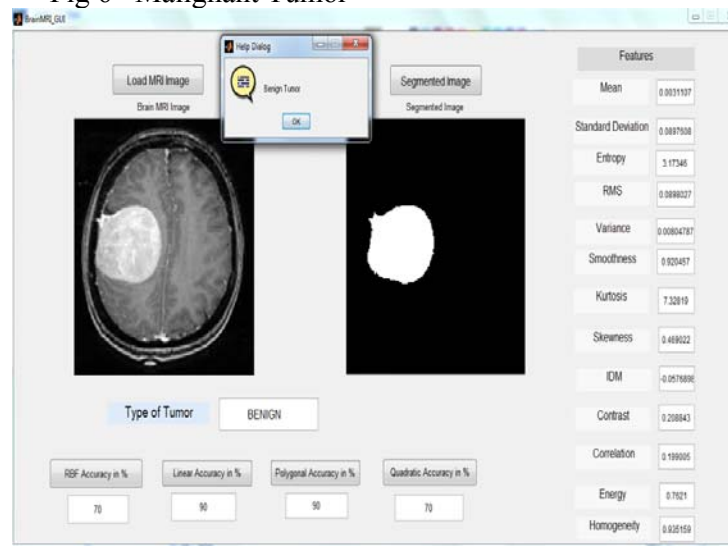 Fig 6 Malignant Tumor
BrainMRI_GUI
Help Dialog
Benign Tumor
OK
Load MRI Image
Brain MRI Image
Segmented Image
Segmented Image
Features
Mean 0.0031107
Standard Deviation 0.0897508
Entropy 3.17346
RMS 0.0898027
Variance 0.00804787
Smoothness 0.920457
Kurtosis 7.32819
Skewness 0.469022
IDM
Contrast 0.208843
Correlation 0.199005
Energy 0.7621
Homogeneity 0.935159
Type of Tumor BENIGN
RBF Accuracy in % Linear Accuracy in % Polygonal Accuracy in % Quadratic Accuracy in %
70 90 90 70